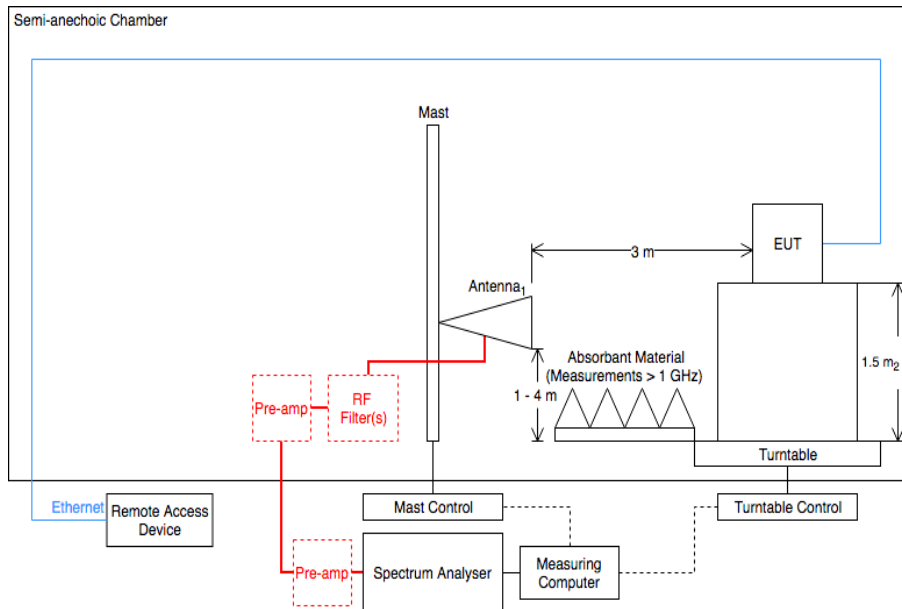 Semi-anechoic Chamber
Mast
EUT
3 m
Antenna1
Absorbant Material
(Measurements > 1 GHz)
1.5 m2
1 - 4 m
Pre-amp
RF
Filter(s)
Turntable
Ethernet
Remote Access
Device
Mast Control
Turntable Control
Pre-amp
Spectrum Analyser
Measuring
Computer